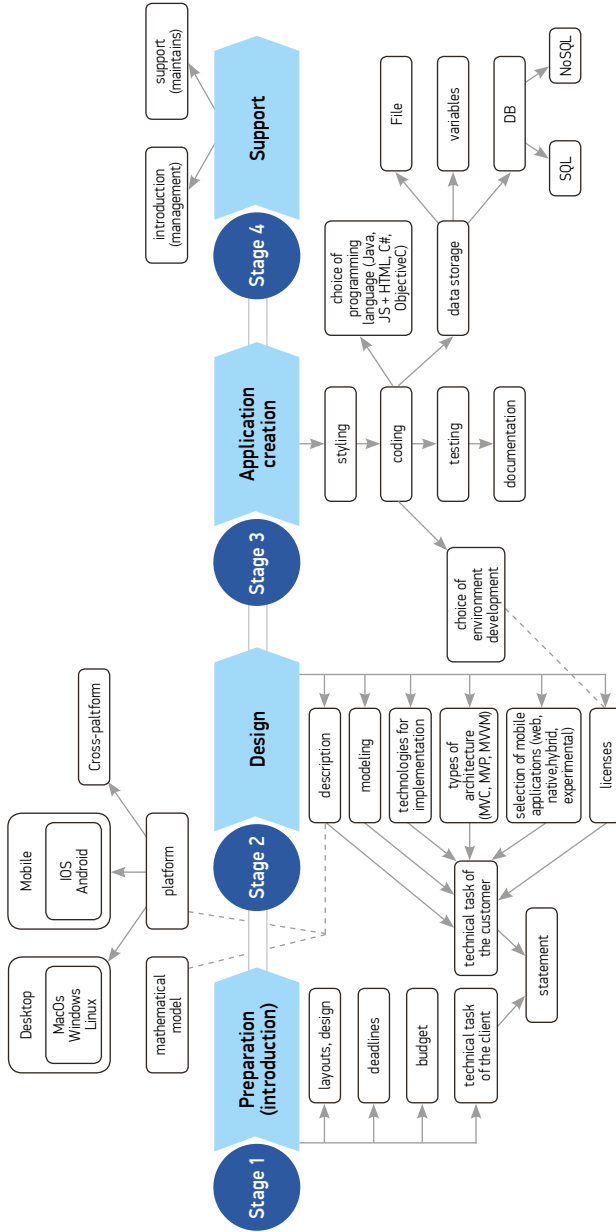 Desktop
MacOs
Windows
Linux
Mobile
IOS
Android
Cross-paltform
mathematical
model
platform
introduction
(management)
support
(maintains)
Stage 1
Preparation
(introduction)
Stage 2
Design
Stage 3
Application
creation
Stage 4
Support
layouts, design
deadlines
budget
technical task
of the client
technical task of
the customer
statement
description
modeling
technologies for
implementation
types of
architecture
(MVC, MVP, MVVM)
selection of mobile
applications (web,
native,hybrid,
experimental)
licenses
choice of
environment
development
styling
coding
testing
documentation
choice of
programming
language (Java,
JS + HTML, C#,
ObjectiveC)
data storage
File
variables
DB
SQL
NoSQL